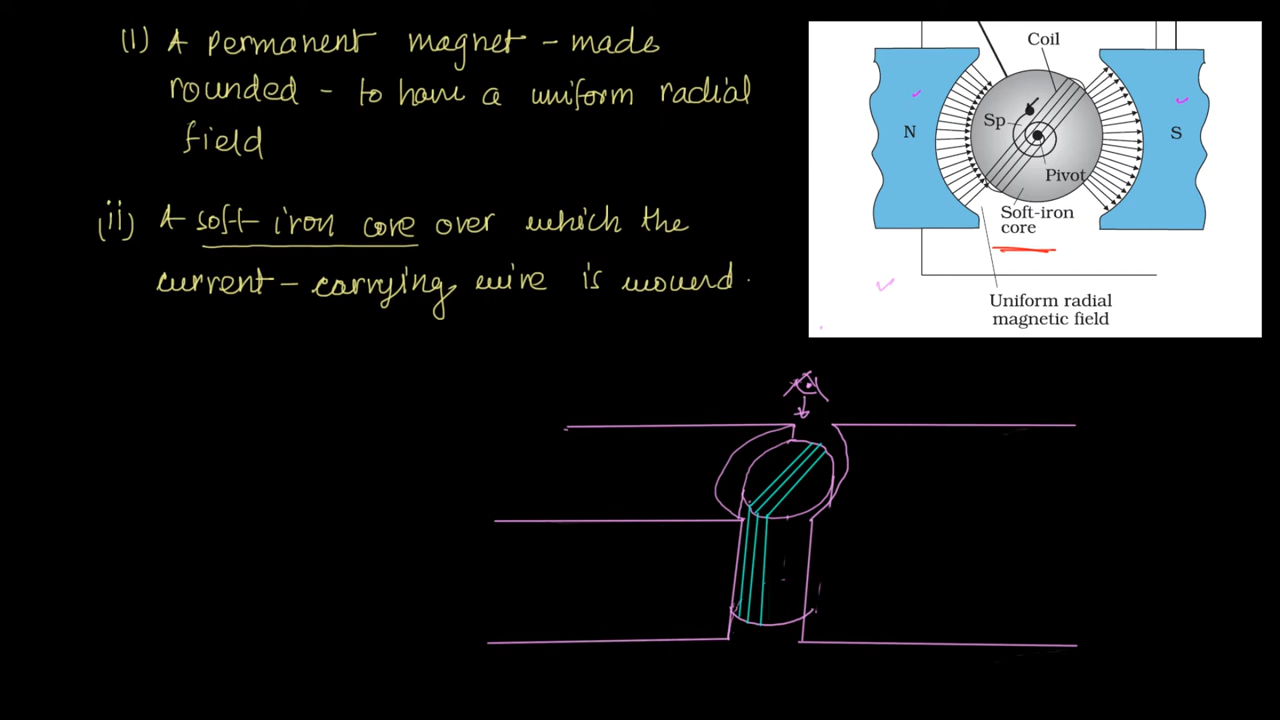 (i) A permanent magnet - made
rounded - to have a uniform radial
field
(ii) A soft iron core over which the
current - carrying wire is wound.
Coil
N
Sp
S
Pivot
Soft-iron
core
Uniform radial
magnetic field